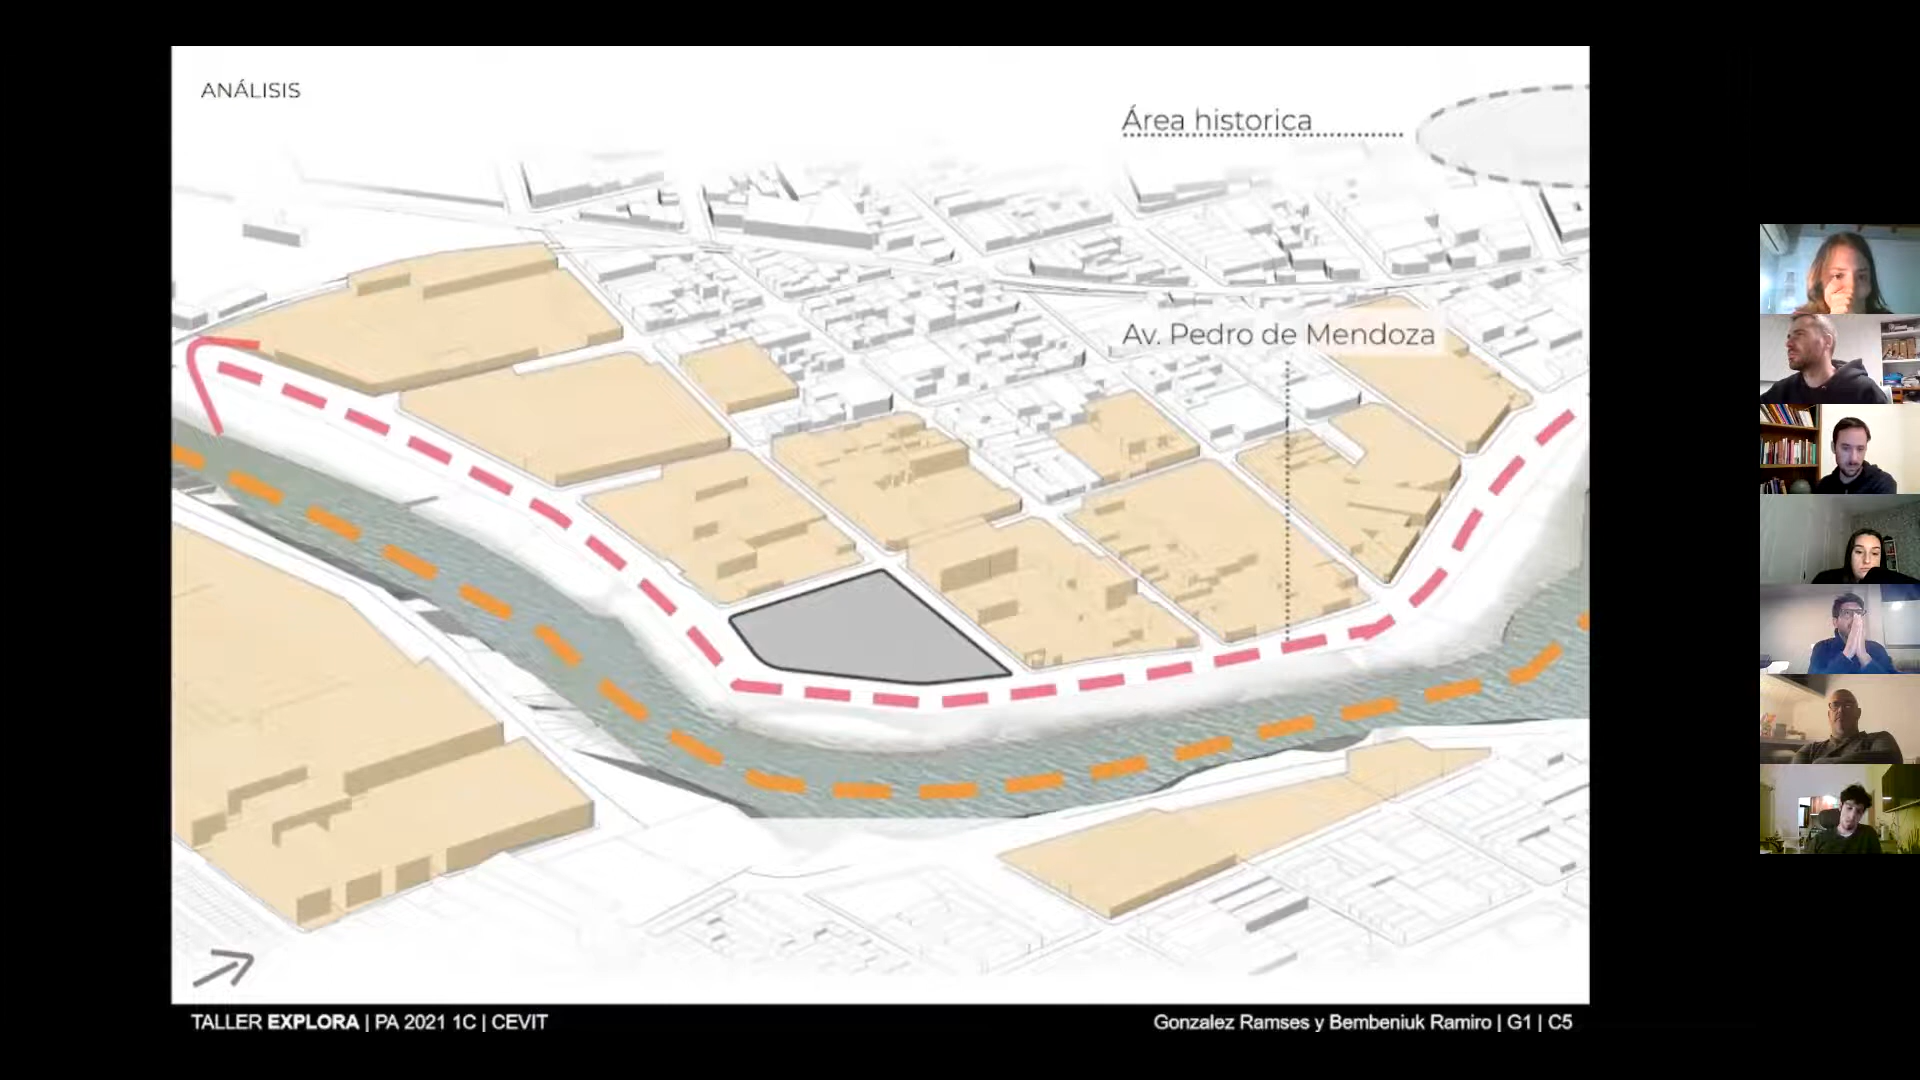 ANÁLISIS
Área historica
Av. Pedro de Mendoza
TALLER EXPLORA | PA 2021 1C | CEVIT
Gonzalez Ramses y Bembeniuk Ramiro | G1 | C5